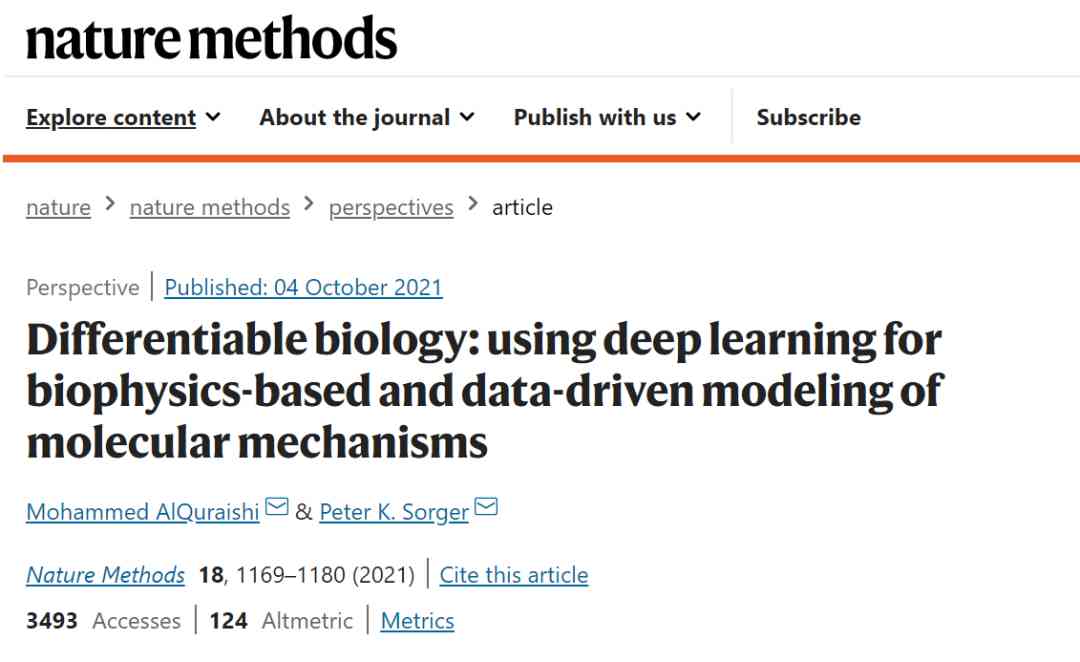 nature methods
Explore content About the journal Publish with us Subscribe
nature > nature methods > perspectives > article
Perspective | Published: 04 October 2021
Differentiable biology: using deep learning for
biophysics-based and data-driven modeling of
molecular mechanisms
Mohammed AlQuraishi & Peter K. Sorger
Nature Methods 18, 1169–1180 (2021) | Cite this article
3493 Accesses | 124 Altmetric | Metrics